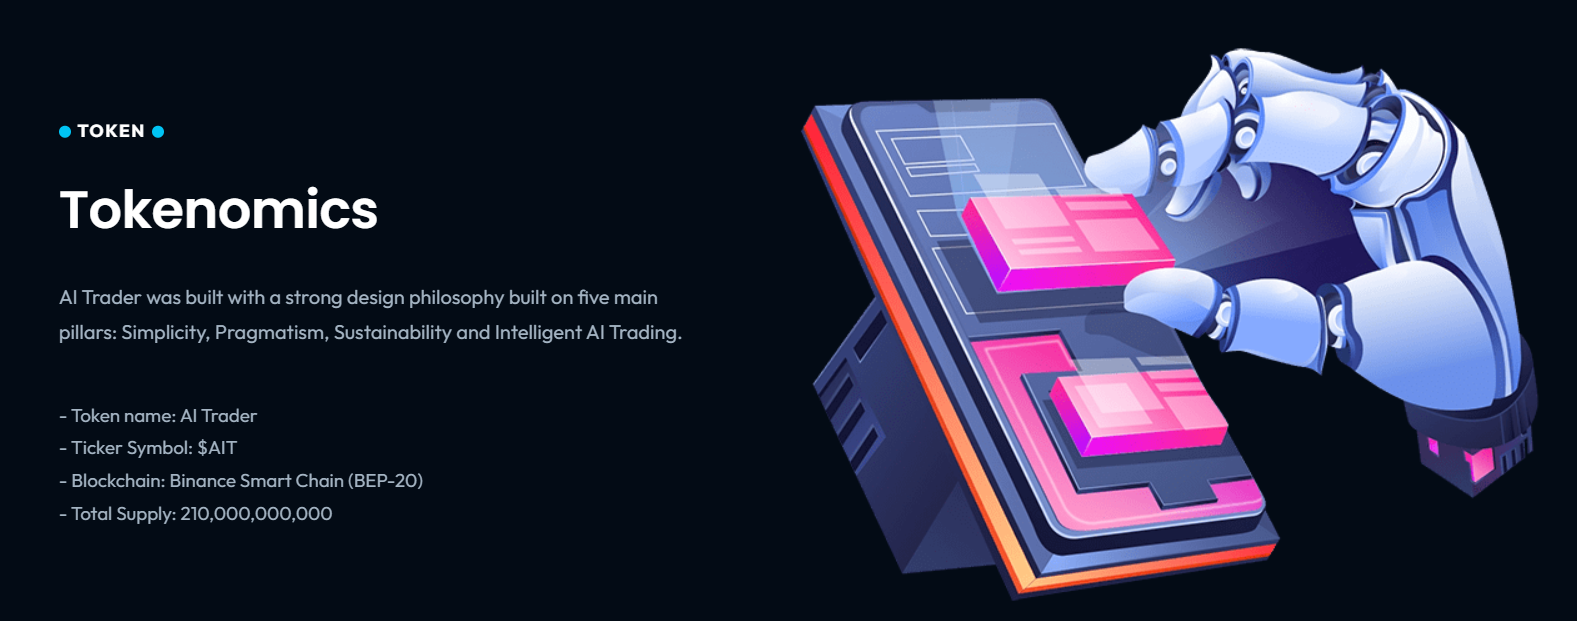 TOKEN
Tokenomics
AI Trader was built with a strong design philosophy built on five main
pillars: Simplicity, Pragmatism, Sustainability and Intelligent AI Trading.
- Token name: AI Trader
- Ticker Symbol: $AIT
- Blockchain: Binance Smart Chain (BEP-20)
- Total Supply: 210,000,000,000